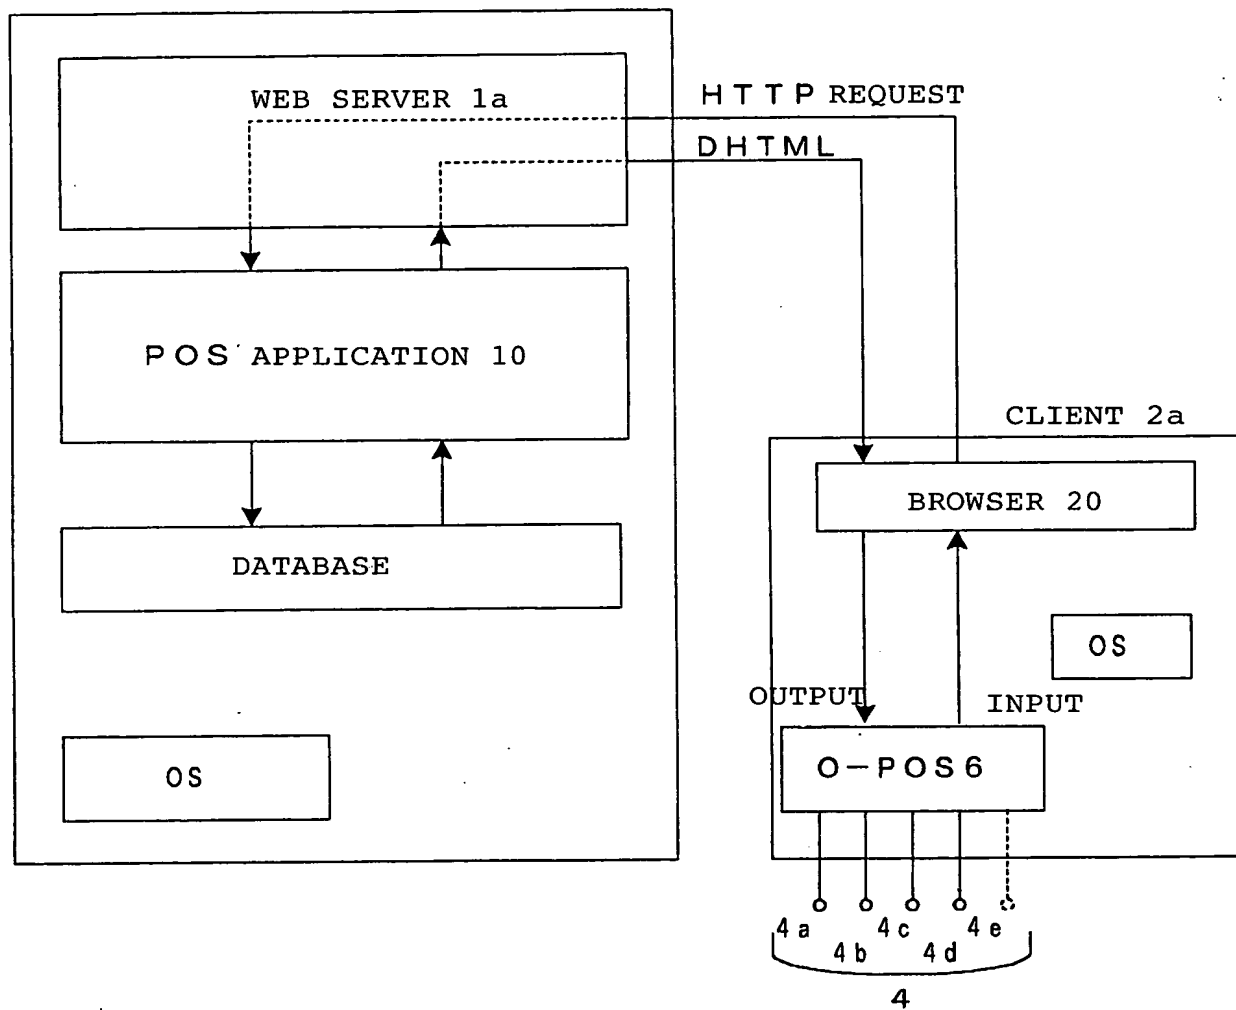 WEB SERVER 1a
HTTP REQUEST
DHTML
POS APPLICATION 10
CLIENT 2a
BROWSER 20
DATABASE
OS
OUTPUT
INPUT
O-POS6
OS
4a
4b
4c
4d
4e
4